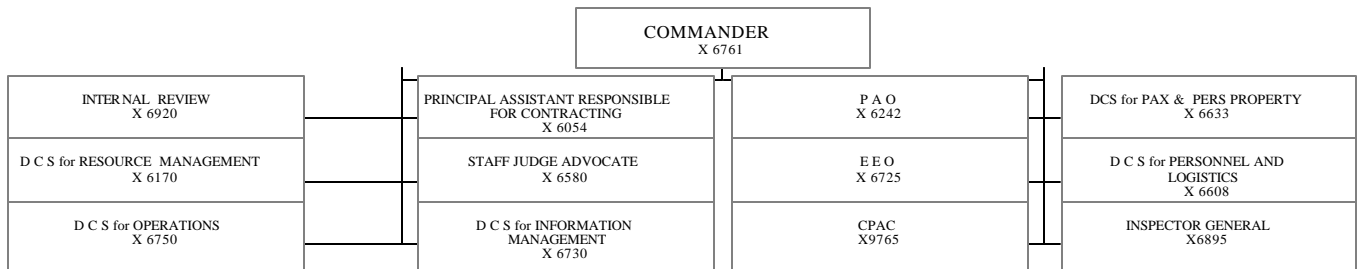 COMMANDER
X 6761
INTERNAL REVIEW
X 6920
PRINCIPAL ASSISTANT RESPONSIBLE
FOR CONTRACTING
X 6054
P A O
X 6242
DCS for PAX & PERS PROPERTY
X 6633
D C S for RESOURCE MANAGEMENT
X 6170
STAFF JUDGE ADVOCATE
X 6580
E E O
X 6725
D C S for PERSONNEL AND
LOGISTICS
X 6608
D C S for OPERATIONS
X 6750
D C S for INFORMATION
MANAGEMENT
X 6730
CPAC
X9765
INSPECTOR GENERAL
X6895